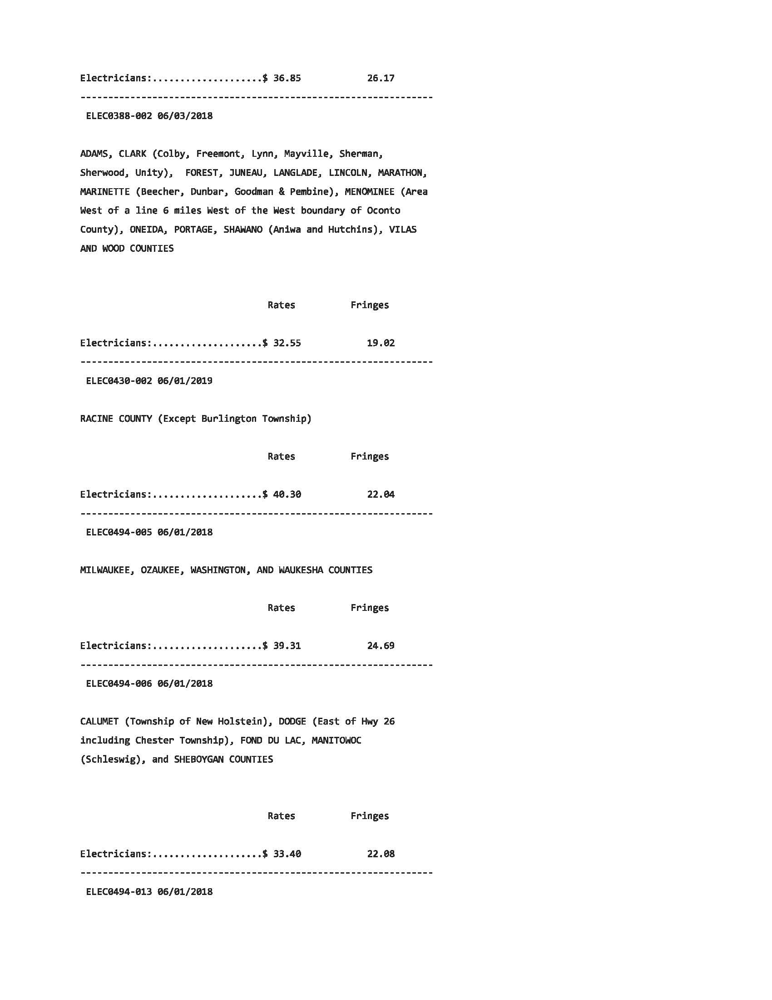 Electricians:....................$ 36.85            26.17
----------------------------------------------------------------
 ELEC0388-002 06/03/2018
ADAMS, CLARK (Colby, Freemont, Lynn, Mayville, Sherman,
Sherwood, Unity),  FOREST, JUNEAU, LANGLADE, LINCOLN, MARATHON,
MARINETTE (Beecher, Dunbar, Goodman & Pembine), MENOMINEE (Area
West of a line 6 miles West of the West boundary of Oconto
County), ONEIDA, PORTAGE, SHAWANO (Aniwa and Hutchins), VILAS
AND WOOD COUNTIES
                                  Rates          Fringes
Electricians:....................$ 32.55            19.02
----------------------------------------------------------------
 ELEC0430-002 06/01/2019
RACINE COUNTY (Except Burlington Township)
                                  Rates          Fringes
Electricians:....................$ 40.30            22.04
----------------------------------------------------------------
 ELEC0494-005 06/01/2018
MILWAUKEE, OZAUKEE, WASHINGTON, AND WAUKESHA COUNTIES
                                  Rates          Fringes
Electricians:....................$ 39.31            24.69
----------------------------------------------------------------
 ELEC0494-006 06/01/2018
CALUMET (Township of New Holstein), DODGE (East of Hwy 26
including Chester Township), FOND DU LAC, MANITOWOC
(Schleswig), and SHEBOYGAN COUNTIES
                                  Rates          Fringes
Electricians:....................$ 33.40            22.08
----------------------------------------------------------------
 ELEC0494-013 06/01/2018